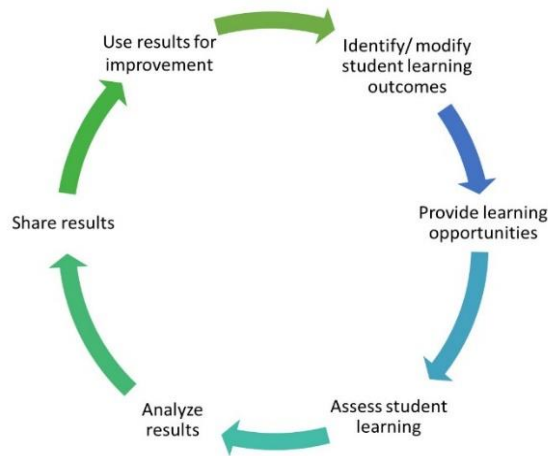 Use results for
improvement
Identify/ modify
student learning
outcomes
Provide learning
opportunities
Assess student
learning
Analyze
results
Share results